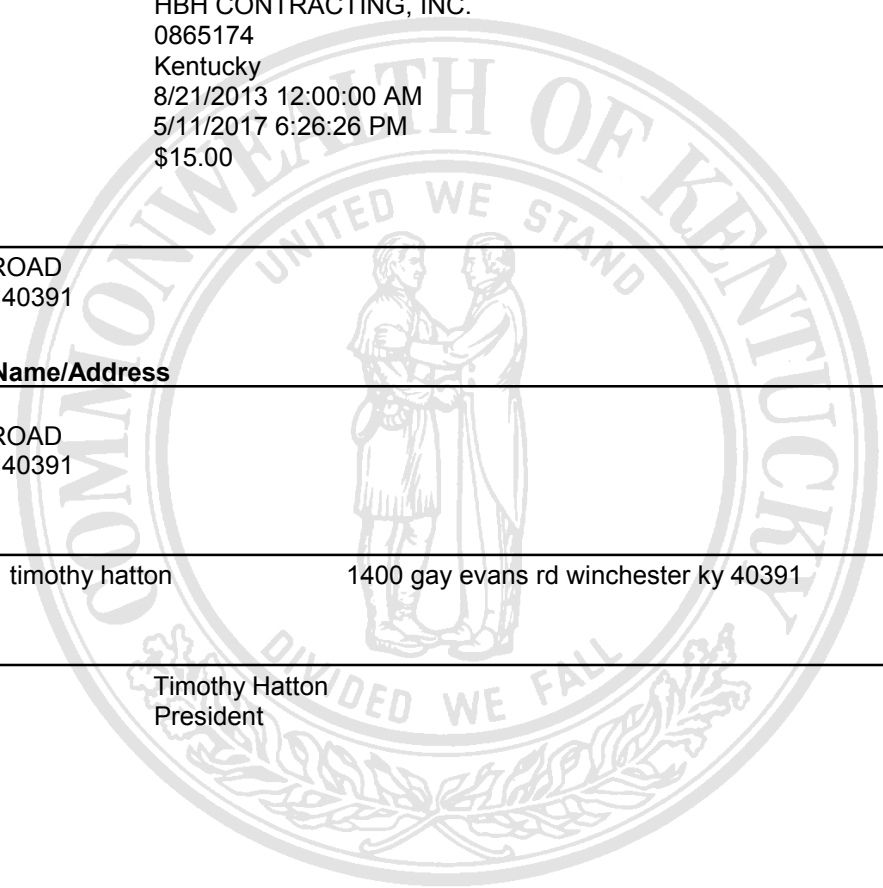 HBH CONTRACTING, INC.
0865174
Kentucky
8/21/2013 12:00:00 AM
5/11/2017 6:26:26 PM
$15.00
ROAD
40391
Name/Address
ROAD
40391
timothy hatton 1400 gay evans rd winchester ky 40391
Timothy Hatton
President
COMMONWEALTH OF KENTUCKY
UNITED WE STAND
DIVIDED WE FALL